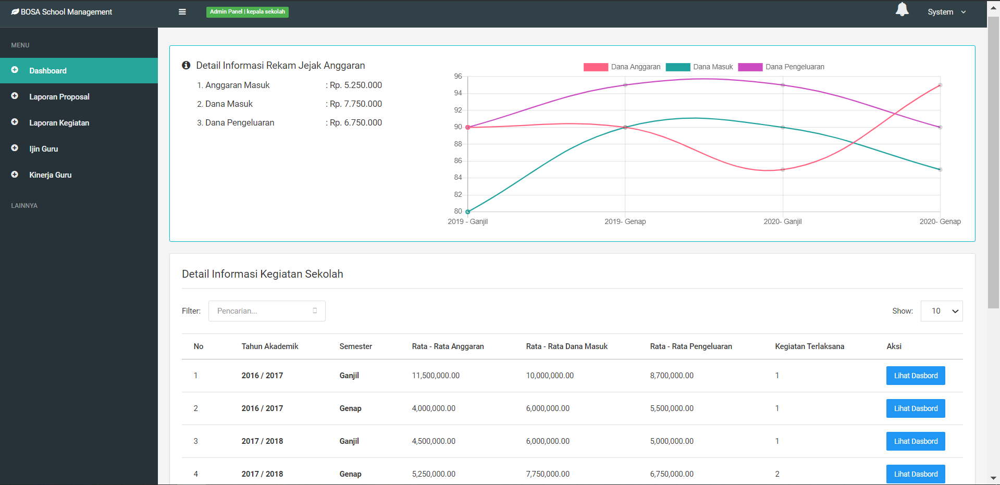 BOSA School Management
Admin Panel | kepala sekolah
System
MENU
Dashboard
Laporan Proposal
Laporan Kegiatan
Ijin Guru
Kinerja Guru
LAINNYA
Detail Informasi Rekam Jejak Anggaran
1. Anggaran Masuk : Rp. 5.250.000
2. Dana Masuk : Rp. 7.750.000
3. Dana Pengeluaran : Rp. 6.750.000
Dana Anggaran Dana Masuk Dana Pengeluaran
96
94
92
90
88
86
84
82
80
2019 - Ganjil 2019- Genap 2020- Ganjil 2020- Genap
Detail Informasi Kegiatan Sekolah
Filter: Pencarian... Show: 10
No Tahun Akademik Semester Rata - Rata Anggaran Rata - Rata Dana Masuk Rata - Rata Pengeluaran Kegiatan Terlaksana Aksi
1 2016 / 2017 Ganjil 11,500,000.00 10,000,000.00 8,700,000.00 1 Lihat Dasbord
2 2016 / 2017 Genap 4,000,000.00 6,000,000.00 5,500,000.00 1 Lihat Dasbord
3 2017 / 2018 Ganjil 4,500,000.00 6,000,000.00 5,000,000.00 1 Lihat Dasbord
4 2017 / 2018 Genap 5,250,000.00 7,750,000.00 6,750,000.00 2 Lihat Dasbord